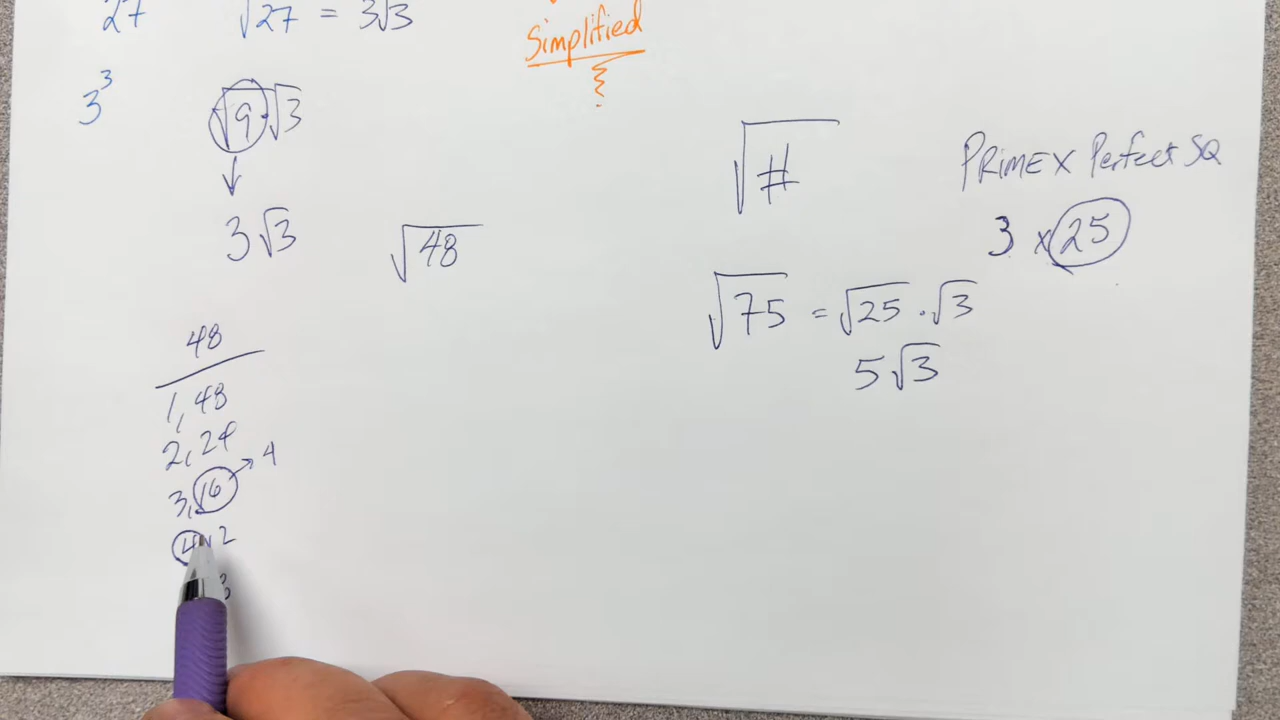 27 √27 = 3√3
Simplified
3³ √9 · √3
3√3
√48
48
1, 48
2, 24
3, 16 → 4
4, 12
8
√#
PRIME X Perfect SQ
3 x 25
√75 = √25 · √3
5√3